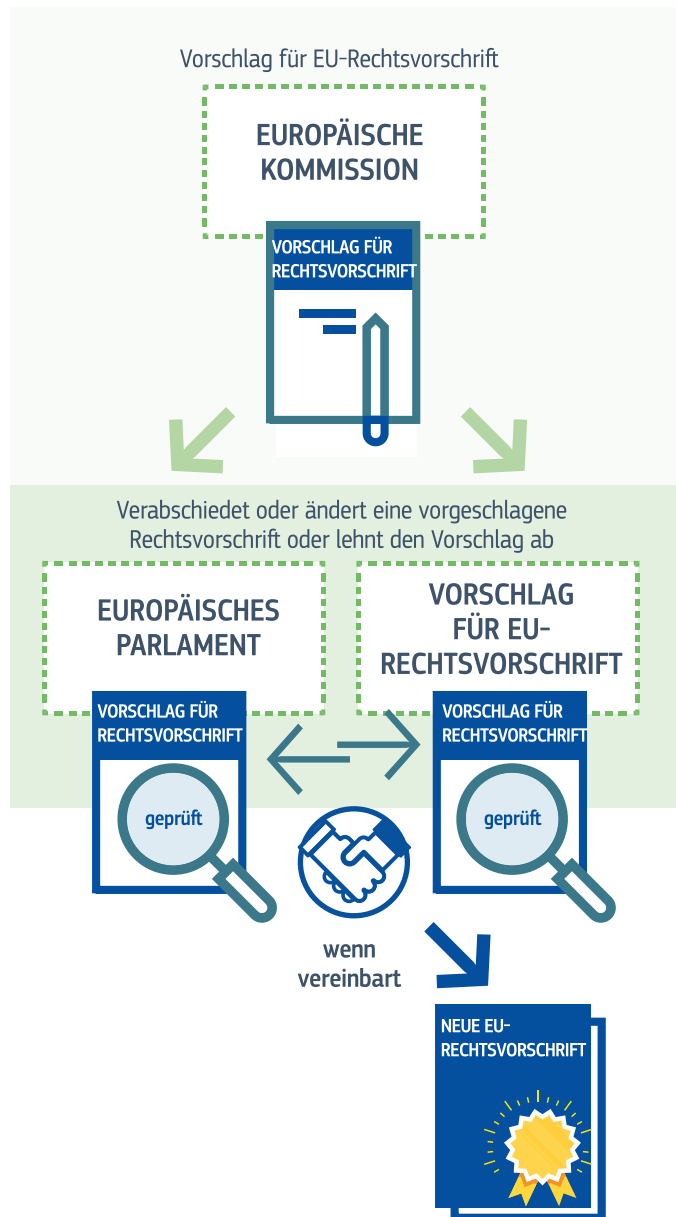 Vorschlag für EU-Rechtsvorschrift
EUROPÄISCHE
KOMMISSION
VORSCHLAG FÜR
RECHTSVORSCHRIFT
Verabschiedet oder ändert eine vorgeschlagene
Rechtsvorschrift oder lehnt den Vorschlag ab
EUROPÄISCHES
PARLAMENT
VORSCHLAG
FÜR EU-
RECHTSVORSCHRIFT
VORSCHLAG FÜR
RECHTSVORSCHRIFT
geprüft
VORSCHLAG FÜR
RECHTSVORSCHRIFT
geprüft
wenn
vereinbart
NEUE EU-
RECHTSVORSCHRIFT